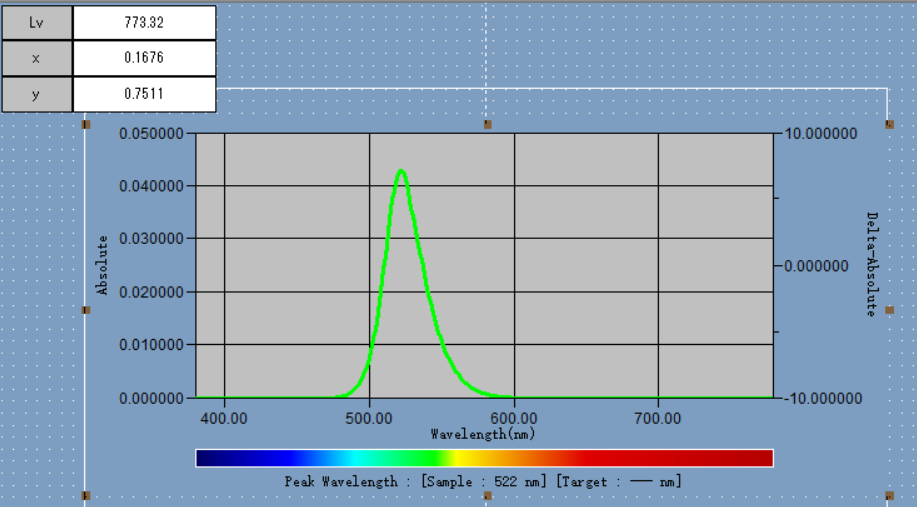 Lv 773.32
x 0.1676
y 0.7511
0.050000 10.000000
0.040000
0.030000
Absolute
0.000000
Delta-Absolute
0.020000
0.010000
0.000000 -10.000000
400.00 500.00 600.00 700.00
Wavelength(nm)
Peak Wavelength : [Sample : 522 nm] [Target : ── nm]